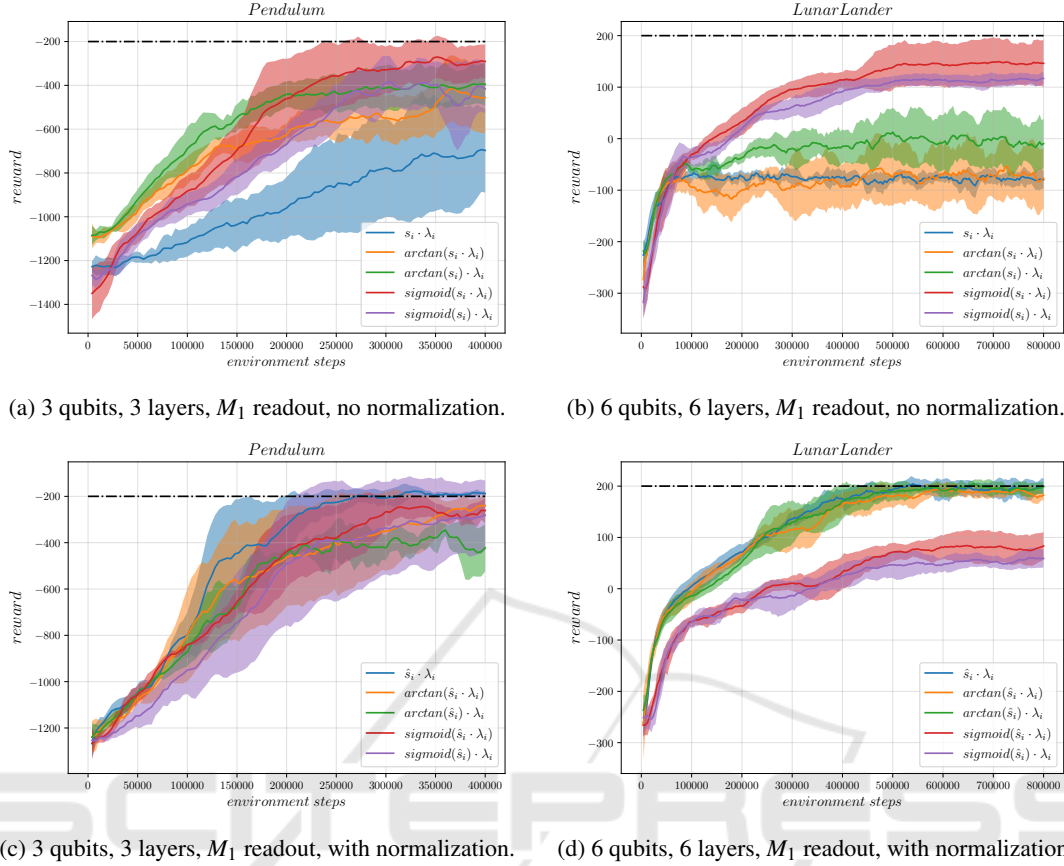 Pendulum
LunarLander
−200
−400
−600
−800
−1000
−1200
−1400
reward
s_i · λ_i
arctan(s_i · λ_i)
arctan(s_i) · λ_i
sigmoid(s_i · λ_i)
sigmoid(s_i) · λ_i
0 50000 100000 150000 200000 250000 300000 350000 400000
environment steps
200
100
0
−100
−200
−300
reward
s_i · λ_i
arctan(s_i · λ_i)
arctan(s_i) · λ_i
sigmoid(s_i · λ_i)
sigmoid(s_i) · λ_i
0 100000 200000 300000 400000 500000 600000 700000 800000
environment steps
(a) 3 qubits, 3 layers, M_1 readout, no normalization.
(b) 6 qubits, 6 layers, M_1 readout, no normalization.
Pendulum
LunarLander
−200
−400
−600
−800
−1000
−1200
reward
ŝ_i · λ_i
arctan(ŝ_i · λ_i)
arctan(ŝ_i) · λ_i
sigmoid(ŝ_i · λ_i)
sigmoid(ŝ_i) · λ_i
0 50000 100000 150000 200000 250000 300000 350000 400000
environment steps
200
100
0
−100
−200
−300
reward
ŝ_i · λ_i
arctan(ŝ_i · λ_i)
arctan(ŝ_i) · λ_i
sigmoid(ŝ_i · λ_i)
sigmoid(ŝ_i) · λ_i
0 100000 200000 300000 400000 500000 600000 700000 800000
environment steps
(c) 3 qubits, 3 layers, M_1 readout, with normalization.
(d) 6 qubits, 6 layers, M_1 readout, with normalization
SCITEPRESS